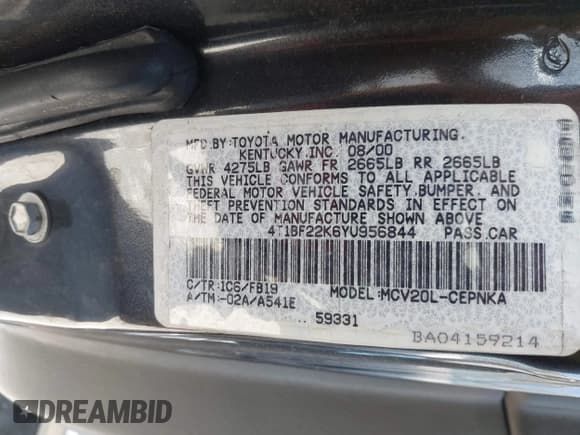 MFD.BY:TOYOTA MOTOR MANUFACTURING.
KENTUCKY.INC. 08/00
GVWR 4275LB GAWR FR 2665LB RR 2665LB
THIS VEHICLE CONFORMS TO ALL APPLICABLE
FEDERAL MOTOR VEHICLE SAFETY,BUMPER, AND
THEFT PREVENTION STANDARDS IN EFFECT ON
THE DATE OF MANUFACTURE SHOWN ABOVE.
4T1BF22K6YU956844 PASS.CAR
C/TR:1C6/FB19
MODEL:MCV20L-CEPNKA
A/TM:-02A/A541E
59331
BA04159214
DREAMBID